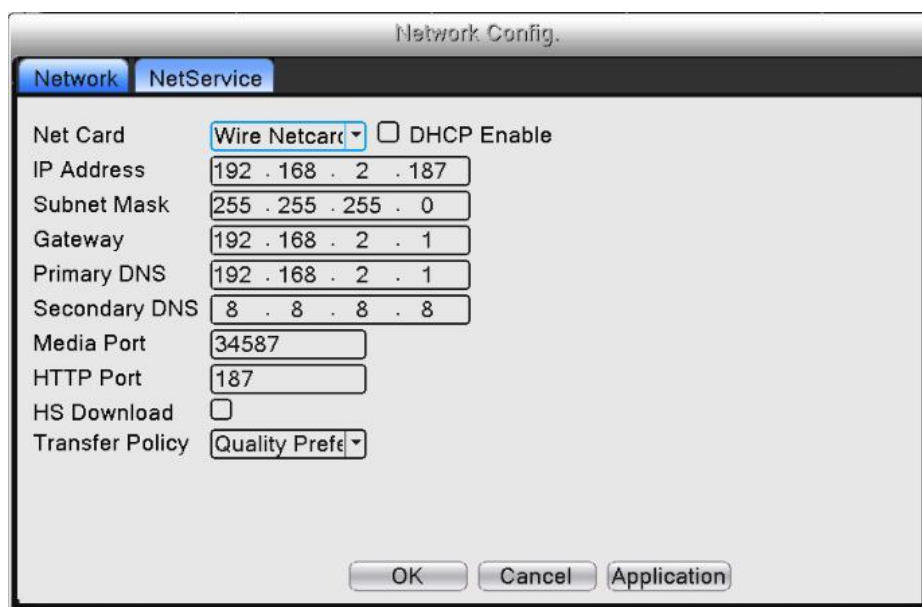 Network Config.
Network NetService
Net Card Wire Netcard DHCP Enable
IP Address 192 . 168 . 2 . 187
Subnet Mask 255 . 255 . 255 . 0
Gateway 192 . 168 . 2 . 1
Primary DNS 192 . 168 . 2 . 1
Secondary DNS 8 . 8 . 8 . 8
Media Port 34587
HTTP Port 187
HS Download
Transfer Policy Quality Prefe
OK Cancel Application